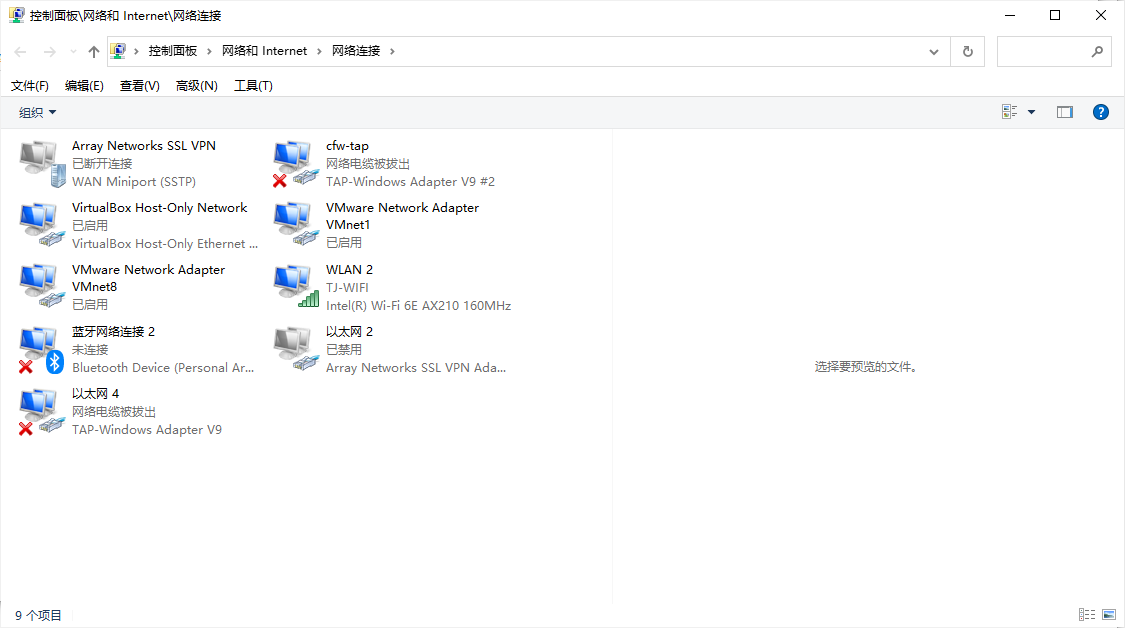 控制面板\网络和 Internet\网络连接
控制面板 网络和 Internet 网络连接
文件(F) 编辑(E) 查看(V) 高级(N) 工具(T)
组织
Array Networks SSL VPN
已断开连接
WAN Miniport (SSTP)
cfw-tap
网络电缆被拔出
TAP-Windows Adapter V9 #2
VirtualBox Host-Only Network
已启用
VirtualBox Host-Only Ethernet ...
VMware Network Adapter
VMnet1
已启用
VMware Network Adapter
VMnet8
已启用
WLAN 2
TJ-WIFI
Intel(R) Wi-Fi 6E AX210 160MHz
蓝牙网络连接 2
未连接
Bluetooth Device (Personal Ar...
以太网 2
已禁用
Array Networks SSL VPN Ada...
以太网 4
网络电缆被拔出
TAP-Windows Adapter V9
选择要预览的文件。
9 个项目